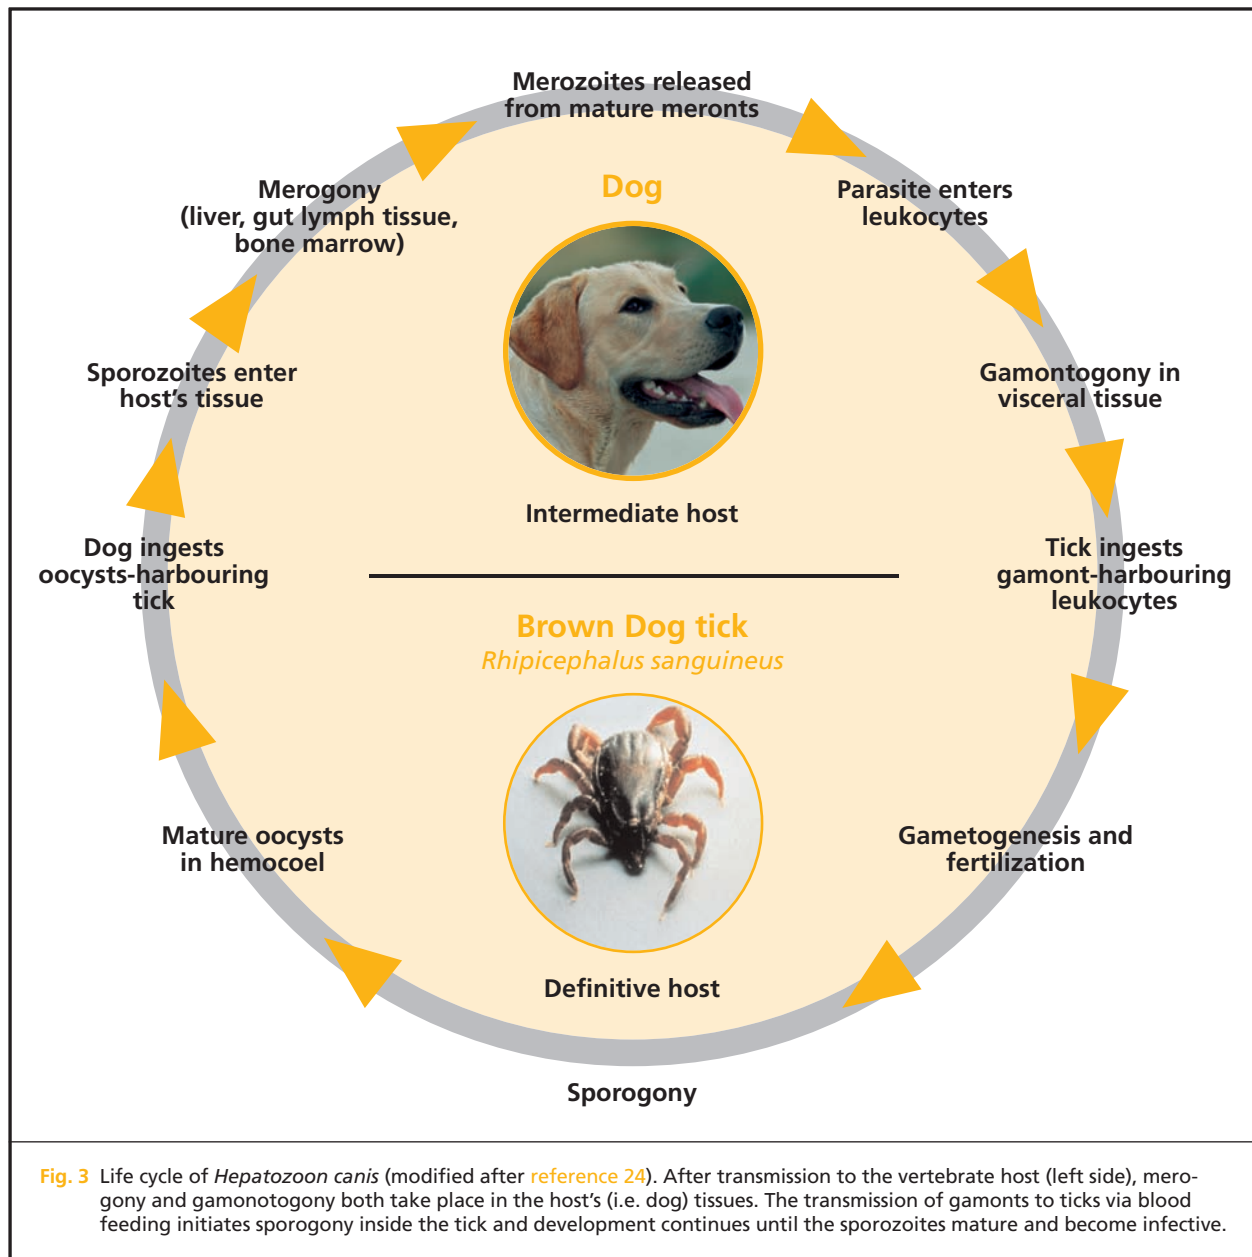 Merozoites released
from mature meronts
Dog
Merogony
(liver, gut lymph tissue,
bone marrow)
Parasite enters
leukocytes
Sporozoites enter
host's tissue
Gamontogony in
visceral tissue
Intermediate host
Dog ingests
oocysts-harbouring
tick
Tick ingests
gamont-harbouring
leukocytes
Brown Dog tick
Rhipicephalus sanguineus
Mature oocysts
in hemocoel
Gametogenesis and
fertilization
Definitive host
Sporogony
Fig. 3 Life cycle of Hepatozoon canis (modified after reference 24). After transmission to the vertebrate host (left side), mero-
gony and gamonotogony both take place in the host's (i.e. dog) tissues. The transmission of gamonts to ticks via blood
feeding initiates sporogony inside the tick and development continues until the sporozoites mature and become infective.